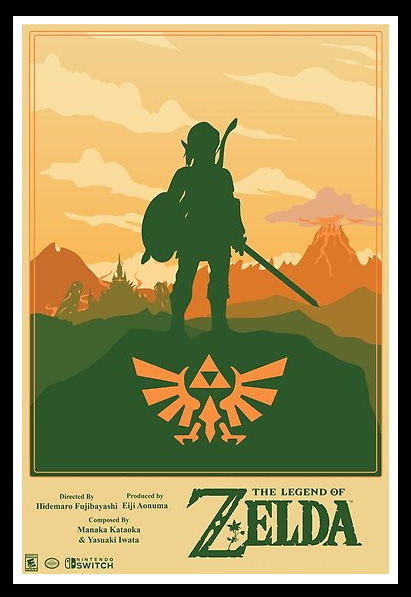 Directed By
Hidemaro Fujibayashi
Produced by
Eiji Aonuma
Composed By
Manaka Kataoka
& Yasuaki Iwata
THE LEGEND OF
ZELDA
™
E
NINTENDO
SWITCH